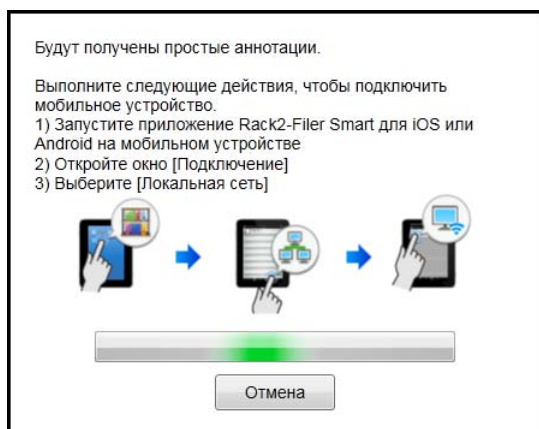 Будут получены простые аннотации.
Выполните следующие действия, чтобы подключить
мобильное устройство.
1) Запустите приложение Rack2-Filer Smart для iOS или
Android на мобильном устройстве
2) Откройте окно [Подключение]
3) Выберите [Локальная сеть]
Отмена